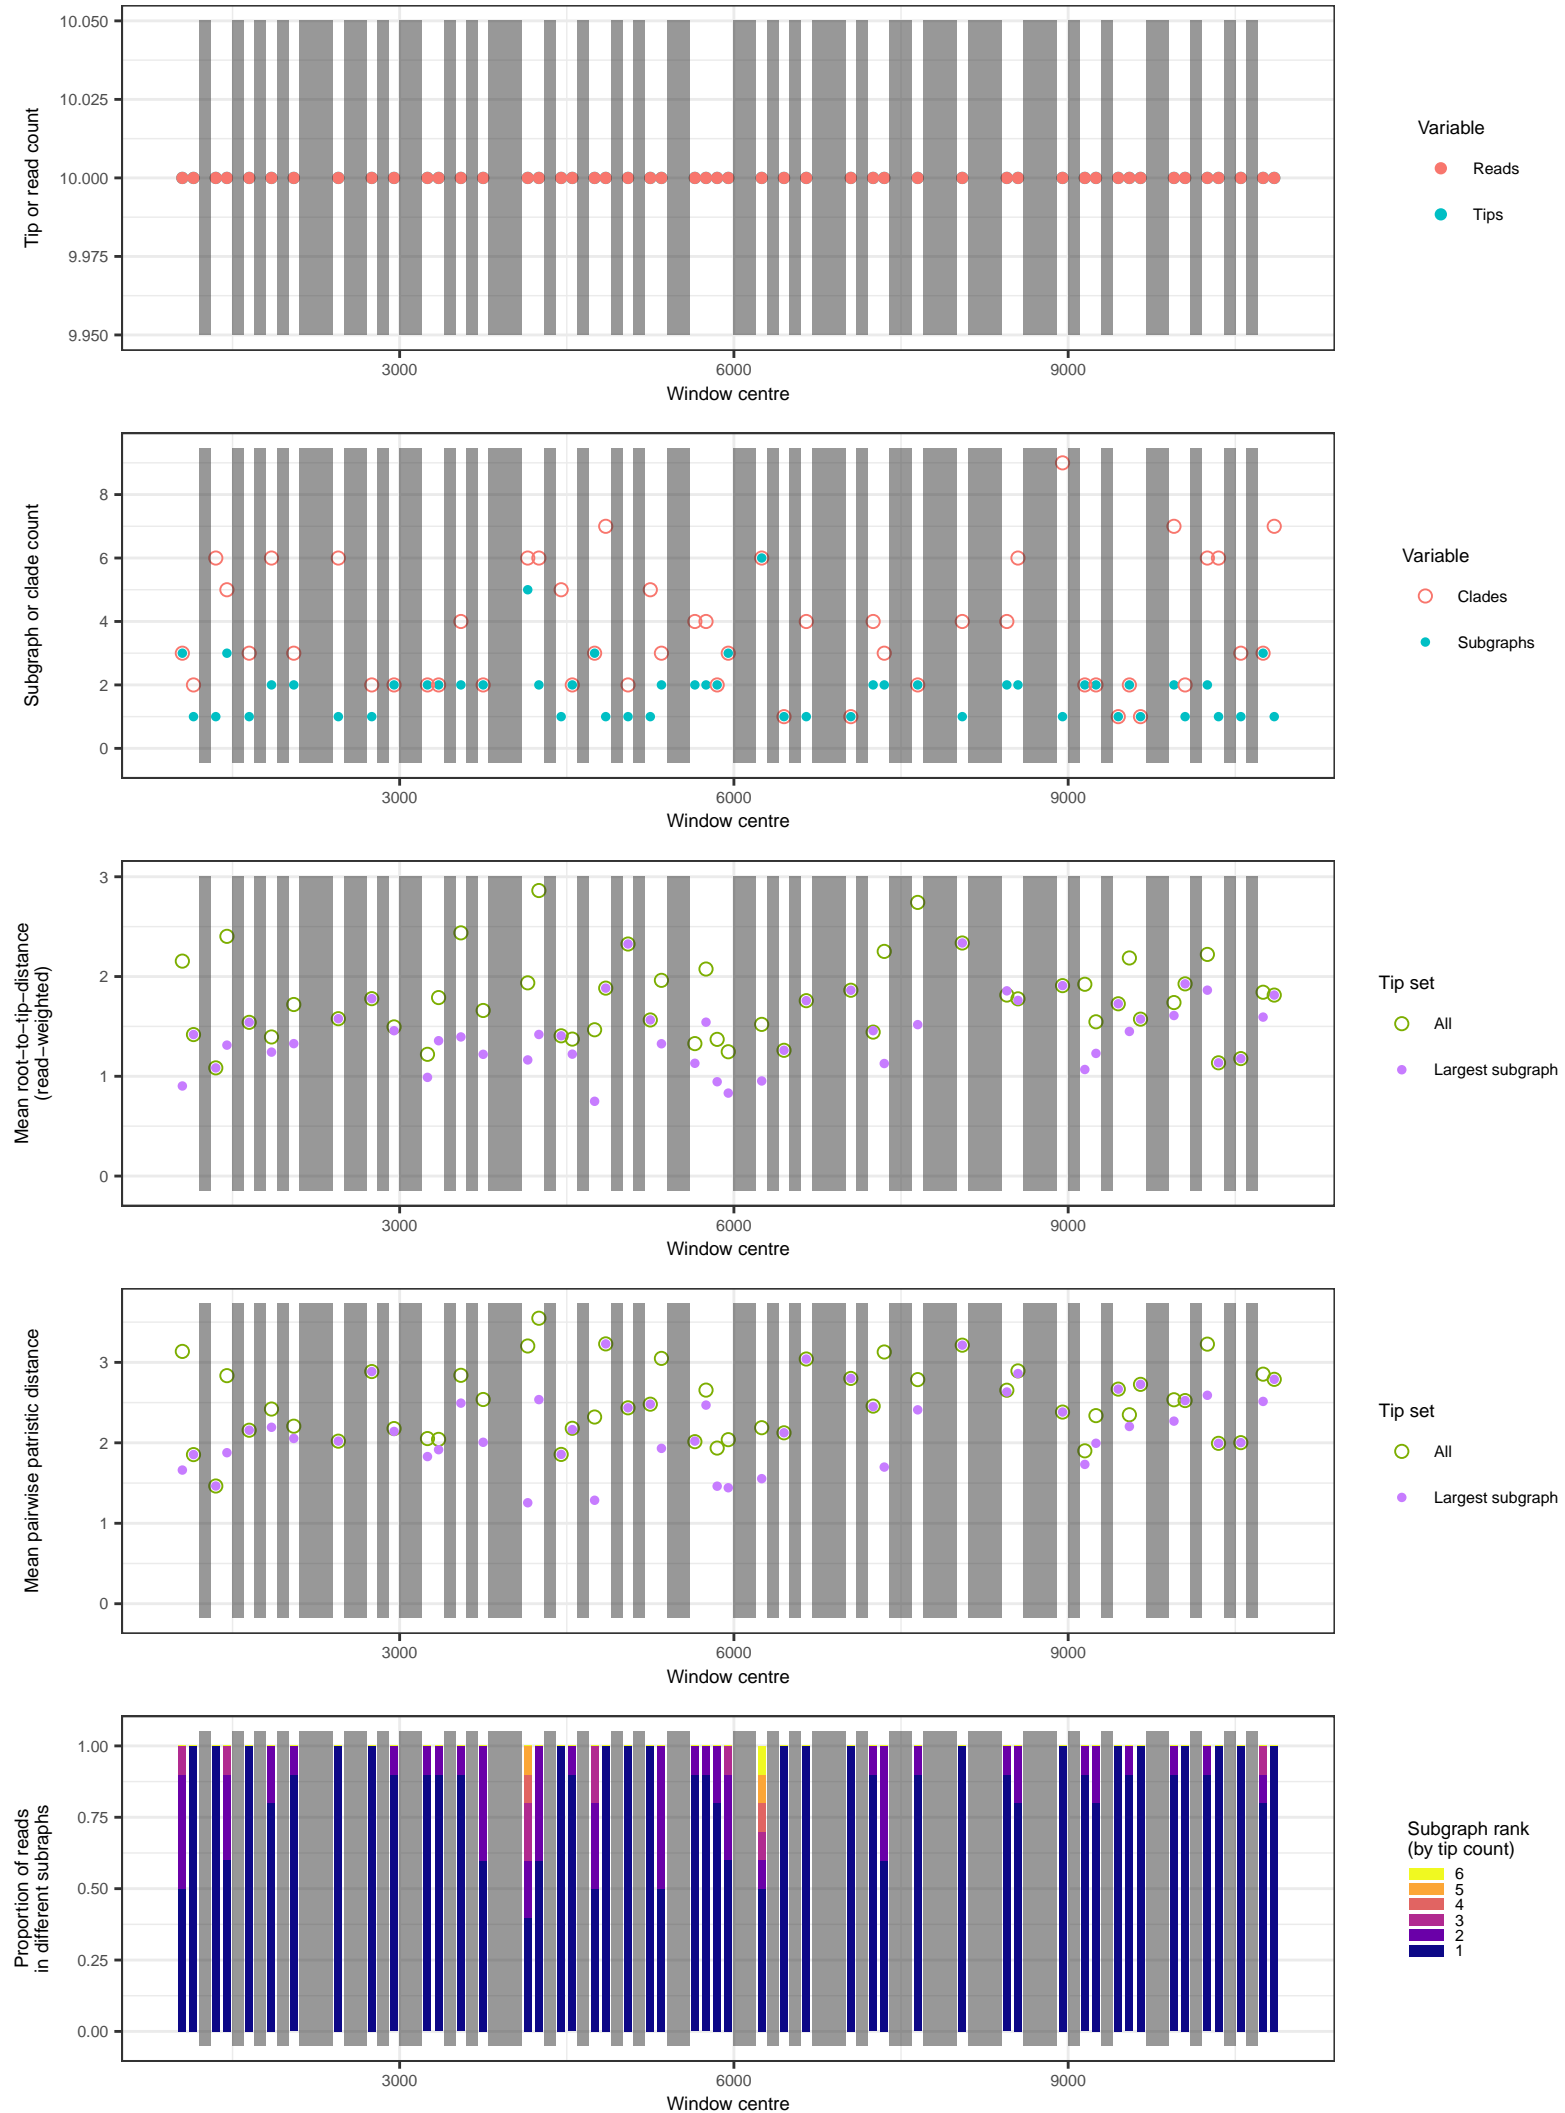 10.050
10.025
10.000
9.975
9.950
Tip or read count
3000 6000 9000
Window centre
Variable
Reads
Tips
8
6
4
2
0
Subgraph or clade count
3000 6000 9000
Window centre
Variable
Clades
Subgraphs
3
2
1
0
Mean root−to−tip−distance
(read−weighted)
3000 6000 9000
Window centre
Tip set
All
Largest subgraph
3
2
1
0
Mean pairwise patristic distance
3000 6000 9000
Window centre
Tip set
All
Largest subgraph
1.00
0.75
0.50
0.25
0.00
Proportion of reads
in different subraphs
3000 6000 9000
Window centre
Subgraph rank
(by tip count)
6
5
4
3
2
1